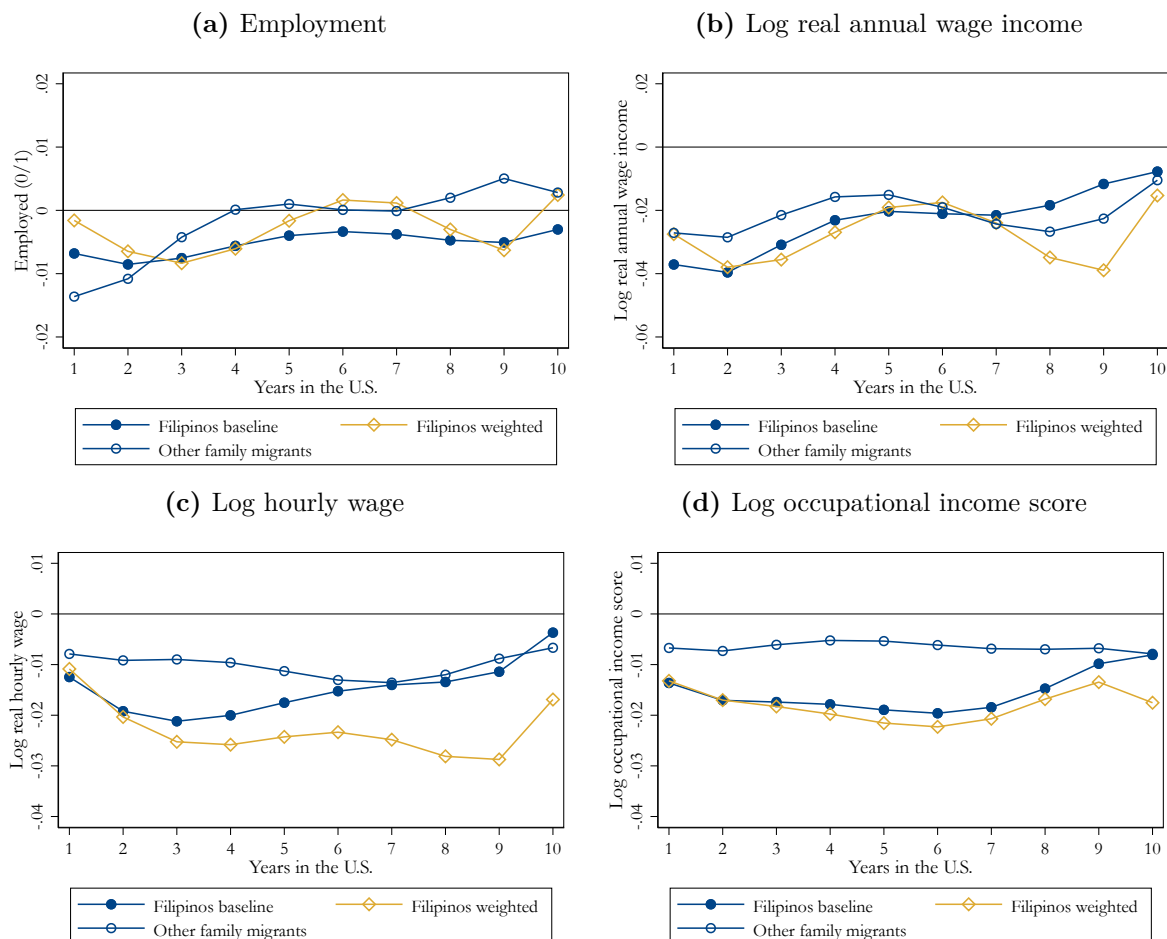 (a) Employment
.02
.01
0
-.01
-.02
Employed (0/1)
1 2 3 4 5 6 7 8 9 10
Years in the U.S.
Filipinos baseline
Filipinos weighted
Other family migrants
(b) Log real annual wage income
.02
0
-.02
-.04
-.06
Log real annual wage income
1 2 3 4 5 6 7 8 9 10
Years in the U.S.
Filipinos baseline
Filipinos weighted
Other family migrants
(c) Log hourly wage
.01
0
-.01
-.02
-.03
-.04
Log real hourly wage
1 2 3 4 5 6 7 8 9 10
Years in the U.S.
Filipinos baseline
Filipinos weighted
Other family migrants
(d) Log occupational income score
.01
0
-.01
-.02
-.03
-.04
Log occupational income score
1 2 3 4 5 6 7 8 9 10
Years in the U.S.
Filipinos baseline
Filipinos weighted
Other family migrants